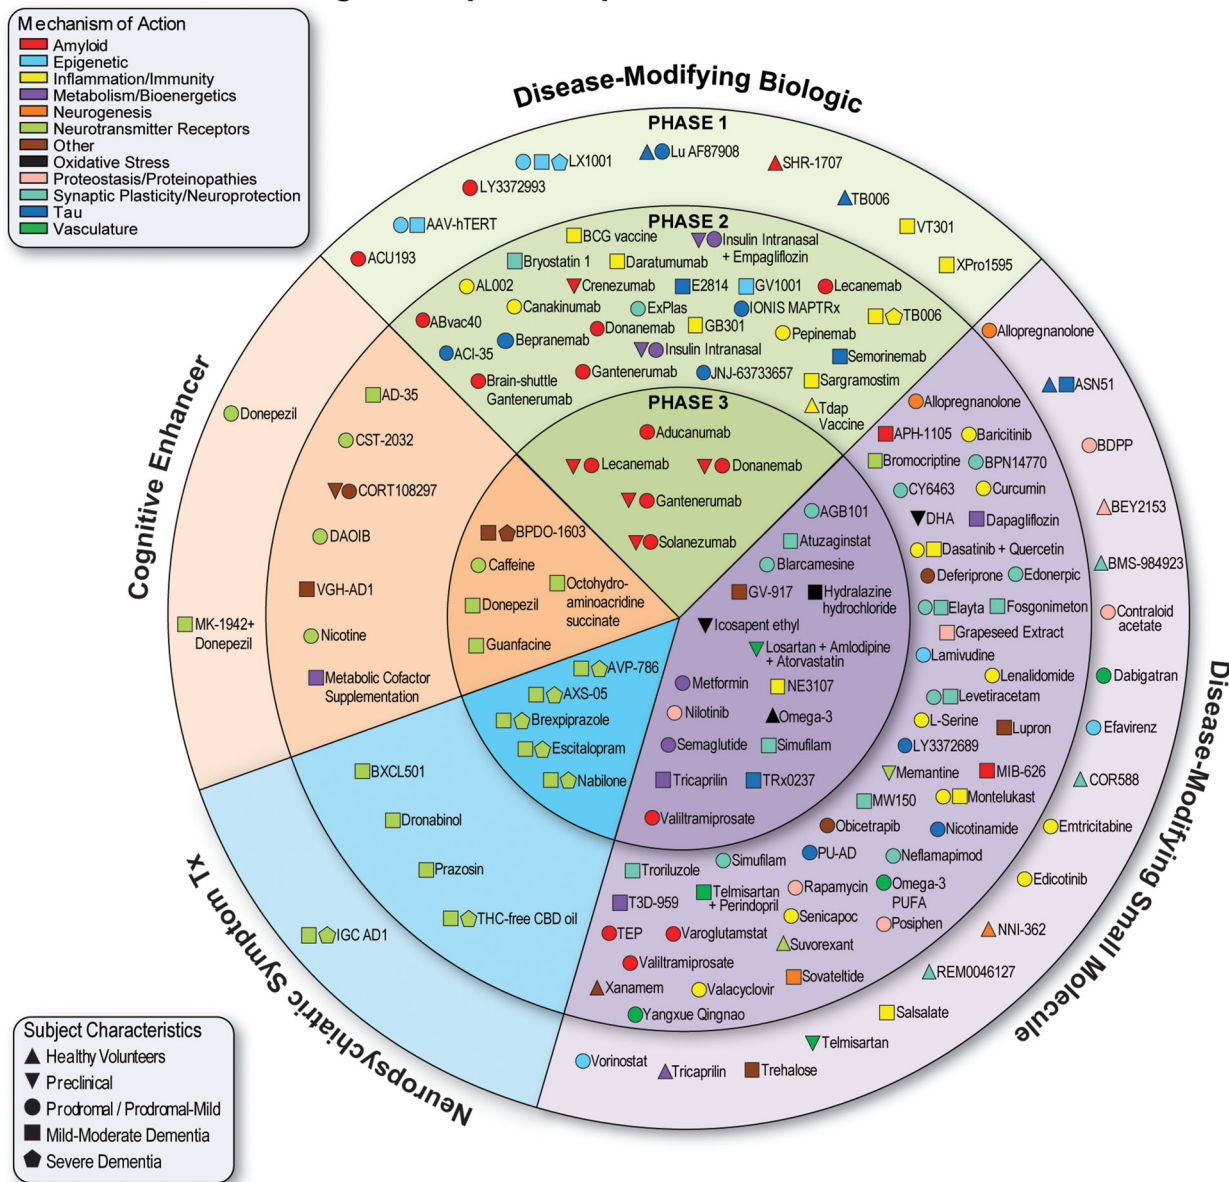 Mechanism of Action
Amyloid
Epigenetic
Inflammation/Immunity
Metabolism/Bioenergetics
Neurogenesis
Neurotransmitter Receptors
Other
Oxidative Stress
Proteostasis/Proteinopathies
Synaptic Plasticity/Neuroprotection
Tau
Vasculature
Disease-Modifying Biologic
PHASE 1
LX1001
Lu AF87908
SHR-1707
LY3372993
TB006
AAV-hTERT
VT301
ACU193
XPro1595
PHASE 2
BCG vaccine
Insulin Intranasal
+ Empagliflozin
Bryostatin 1
Daratumumab
AL002
Crenezumab
E2814
GV1001
Lecanemab
Canakinumab
ExPlas
IONIS MAPTRx
TB006
ABvac40
Donanemab
GB301
Pepinemab
Bepranemab
ACI-35
Insulin Intranasal
Semorinemab
Gantenerumab
JNJ-63733657
Brain-shuttle
Gantenerumab
Sargramostim
Tdap
Vaccine
PHASE 3
Aducanumab
Lecanemab
Donanemab
Gantenerumab
Solanezumab
Cognitive Enhancer
Donepezil
MK-1942+
Donepezil
AD-35
CST-2032
CORT108297
DAOIB
VGH-AD1
Nicotine
Metabolic Cofactor
Supplementation
BPDO-1603
Caffeine
Octohydro-
aminoacridine
succinate
Donepezil
Guanfacine
Neuropsychiatric Symptom Tx
AVP-786
AXS-05
Brexpiprazole
Escitalopram
Nabilone
BXCL501
Dronabinol
Prazosin
THC-free CBD oil
IGC AD1
Disease-Modifying Small Molecule
AGB101
Atuzaginstat
Blarcamesine
GV-917
Hydralazine
hydrochloride
Icosapent ethyl
Losartan + Amlodipine
+ Atorvastatin
Metformin
NE3107
Nilotinib
Omega-3
Semaglutide
Simufilam
Tricaprilin
TRx0237
Valiltramiprosate
Allopregnanolone
APH-1105
Baricitinib
Bromocriptine
BPN14770
CY6463
Curcumin
DHA
Dapagliflozin
Dasatinib + Quercetin
Deferiprone
Edonerpic
Elayta
Fosgonimeton
Grapeseed Extract
Lamivudine
Lenalidomide
Levetiracetam
L-Serine
Lupron
LY3372689
Memantine
MIB-626
MW150
Montelukast
Obicetrapib
Nicotinamide
Simufilam
PU-AD
Neflamapimod
Troriluzole
Telmisartan
+ Perindopril
Rapamycin
Omega-3
PUFA
T3D-959
Senicapoc
Posiphen
TEP
Varoglutamstat
Suvorexant
Valiltramiprosate
Sovateltide
Xanamem
Valacyclovir
Yangxue Qingnao
Allopregnanolone
ASN51
BDPP
BEY2153
BMS-984923
Contraloid
acetate
Dabigatran
Efavirenz
COR588
Emtricitabine
Edicotinib
NNI-362
REM0046127
Salsalate
Telmisartan
Trehalose
Tricaprilin
Vorinostat
Subject Characteristics
Healthy Volunteers
Preclinical
Prodromal / Prodromal-Mild
Mild-Moderate Dementia
Severe Dementia